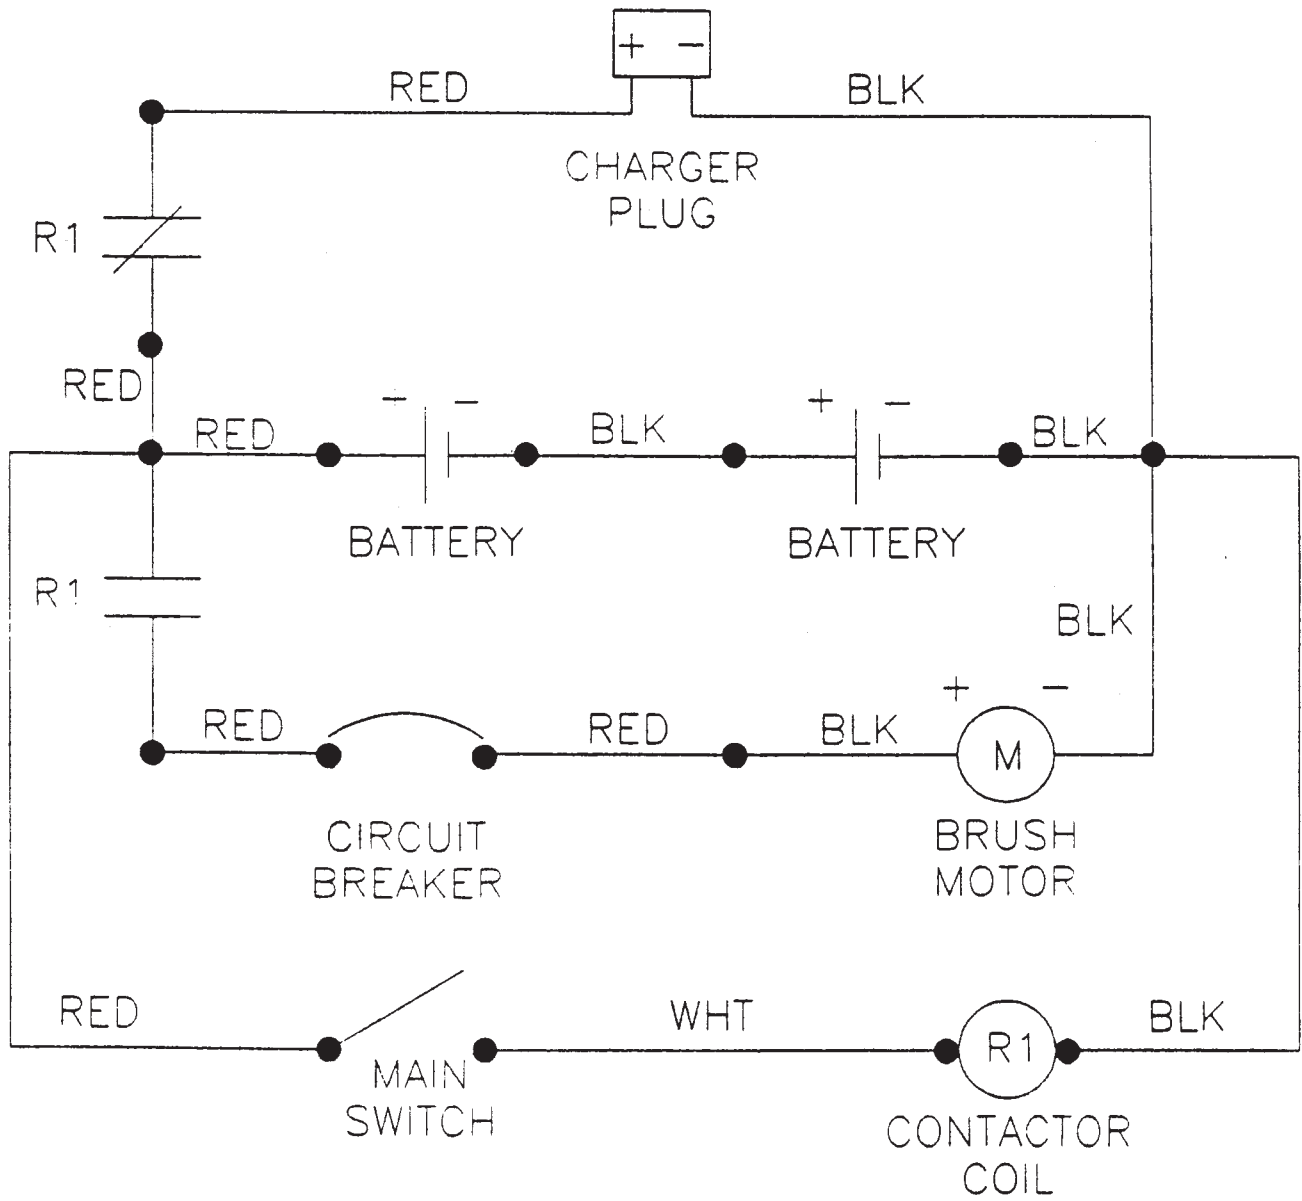 + −
RED
BLK
CHARGER
PLUG
R1
RED
+ −
+ −
RED
BLK
BLK
BATTERY
BATTERY
R1
BLK
+ −
RED
RED
BLK
M
CIRCUIT
BREAKER
BRUSH
MOTOR
RED
WHT
BLK
R1
MAIN
SWITCH
CONTACTOR
COIL